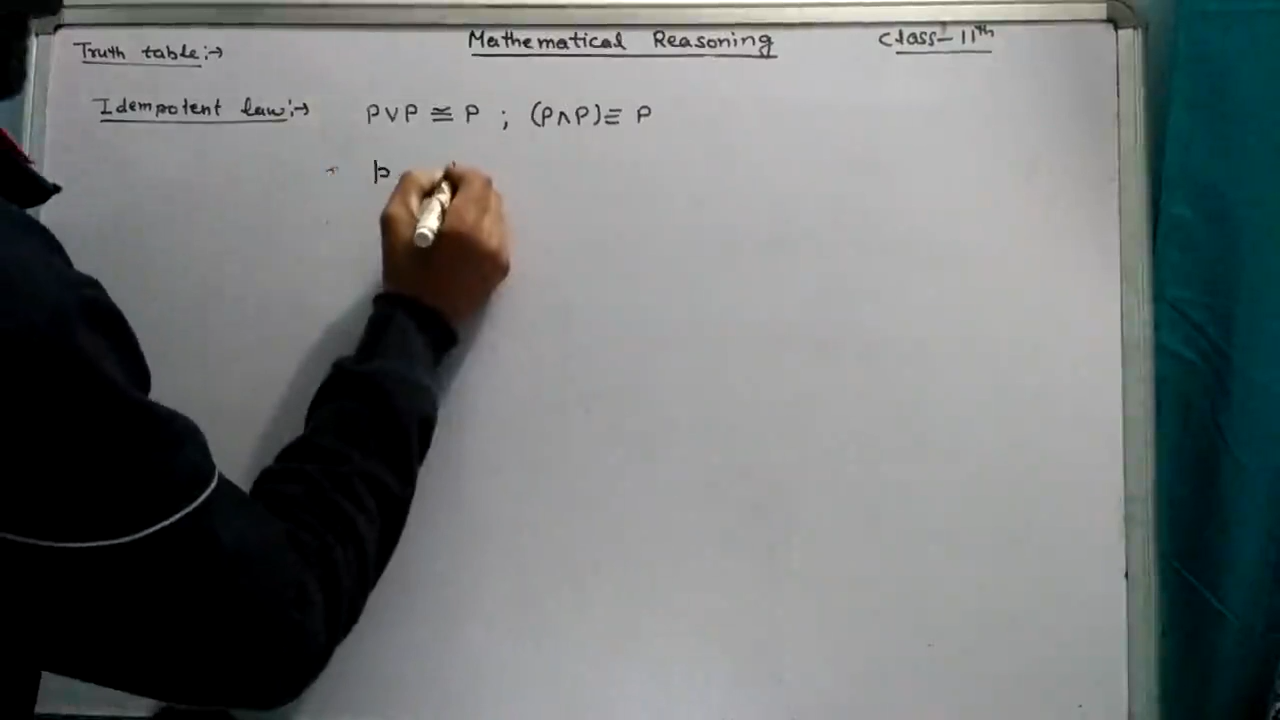 Truth table:→ Mathematical Reasoning Class-11th
Idempotent law:→ P∨P ≅ P ; (P∧P)≡ P
p